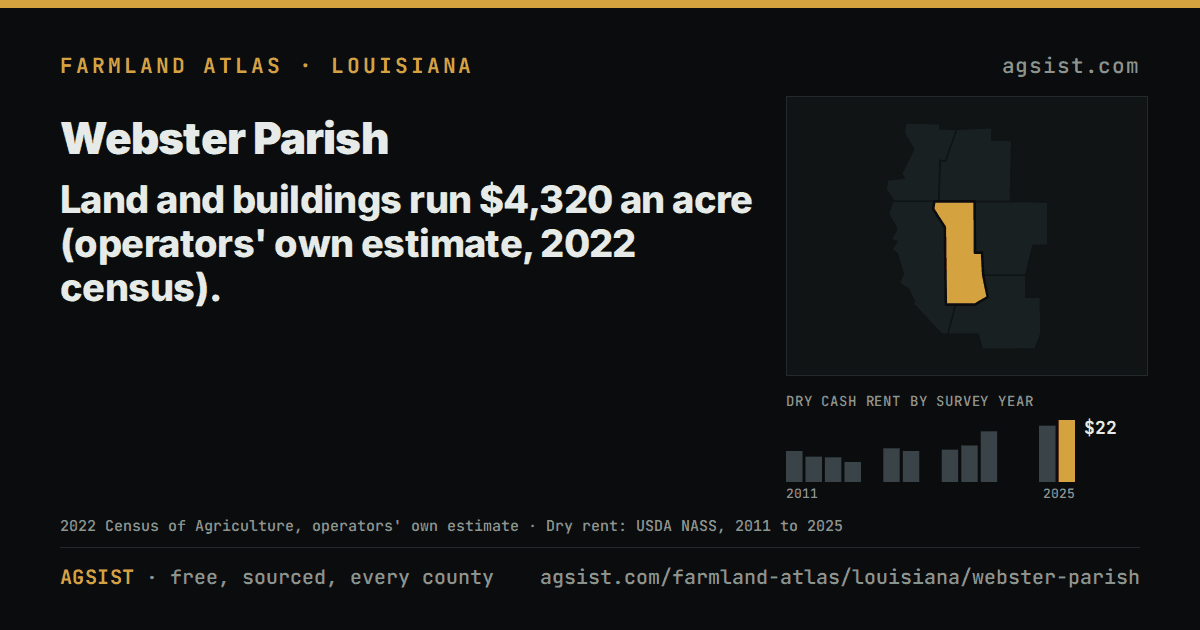 FARMLAND ATLAS · LOUISIANA
agsist.com
Webster Parish
Land and buildings run $4,320 an acre
(operators' own estimate, 2022
census).
DRY CASH RENT BY SURVEY YEAR
$22
2011
2025
2022 Census of Agriculture, operators' own estimate · Dry rent: USDA NASS, 2011 to 2025
AGSIST · free, sourced, every county
agsist.com/farmland-atlas/louisiana/webster-parish